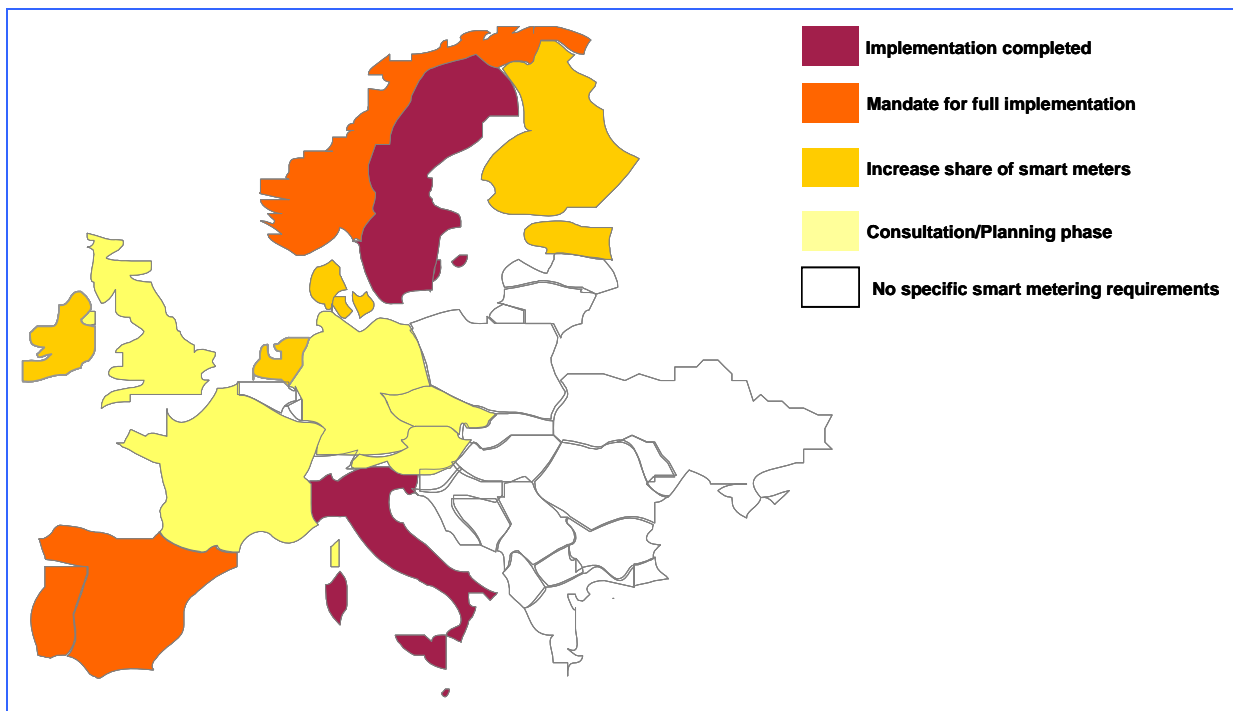 Implementation completed
Mandate for full implementation
Increase share of smart meters
Consultation/Planning phase
No specific smart metering requirements